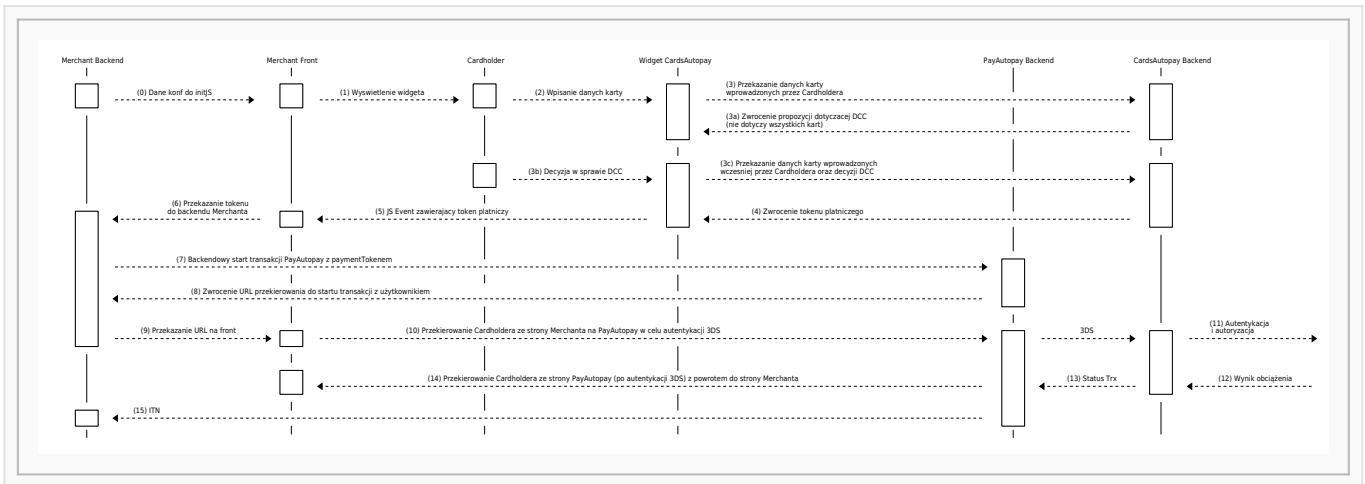 Merchant Backend
Merchant Front
Cardholder
Widget CardsAutopay
PayAutopay Backend
CardsAutopay Backend
(0) Dane konf do initJS
(1) Wyswietlenie widgeta
(2) Wpisanie danych karty
(3) Przekazanie danych karty
wprowadzonych przez Cardholdera
(3a) Zwrocenie propozycji dotyczacej DCC
(nie dotyczy wszystkich kart)
(3b) Decyzja w sprawie DCC
(3c) Przekazanie danych karty wprowadzonych
wczesniej przez Cardholdera oraz decyzji DCC
(6) Przekazanie tokenu
do backendu Merchanta
(5) JS Event zawierajacy token platniczy
(4) Zwrocenie tokenu platniczego
(7) Backendowy start transakcji PayAutopay z paymentTokenem
(8) Zwrocenie URL przekierowania do startu transakcji z użytkownikiem
(9) Przekazanie URL na front
(10) Przekierowanie Cardholdera ze strony Merchanta na PayAutopay w celu autentykacji 3DS
3DS
(11) Autentykacja
i autoryzacja
(14) Przekierowanie Cardholdera ze strony PayAutopay (po autentykacji 3DS) z powrotem do strony Merchanta
(13) Status Trx
(12) Wynik obciążenia
(15) ITN